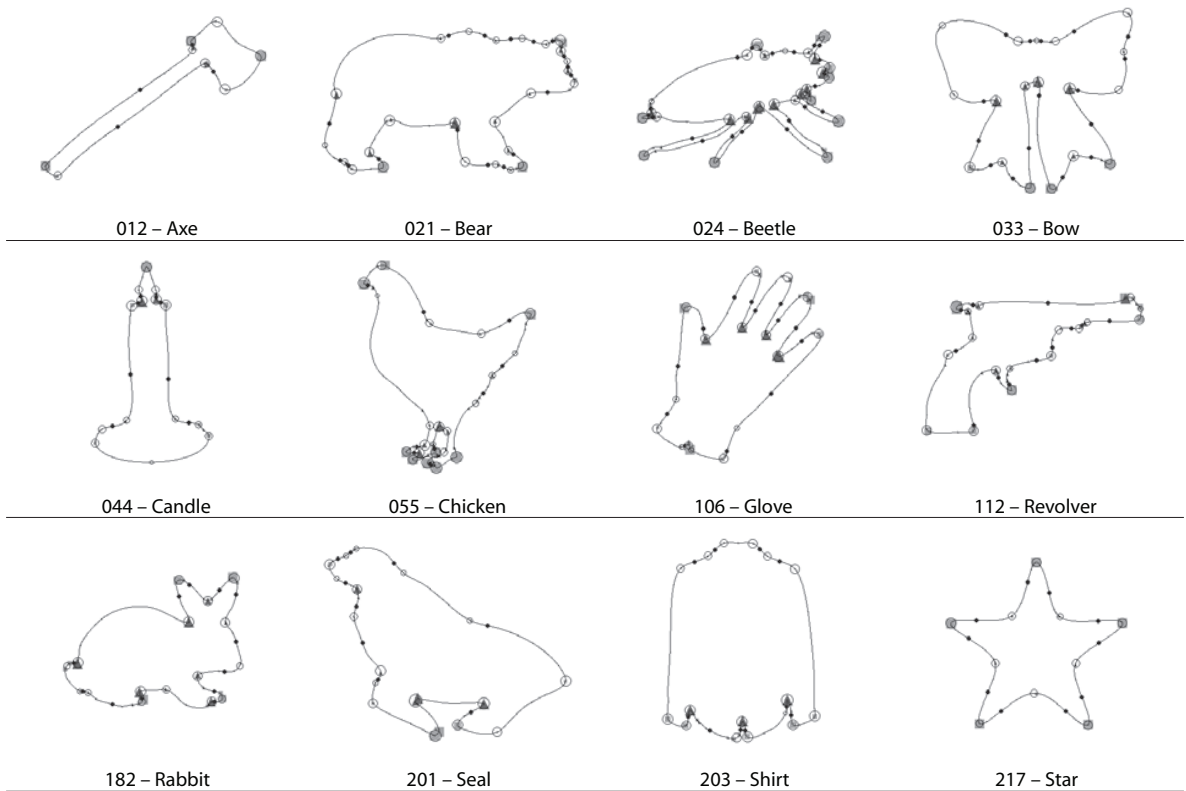 012 – Axe
021 – Bear
024 – Beetle
033 – Bow
044 – Candle
055 – Chicken
106 – Glove
112 – Revolver
182 – Rabbit
201 – Seal
203 – Shirt
217 – Star